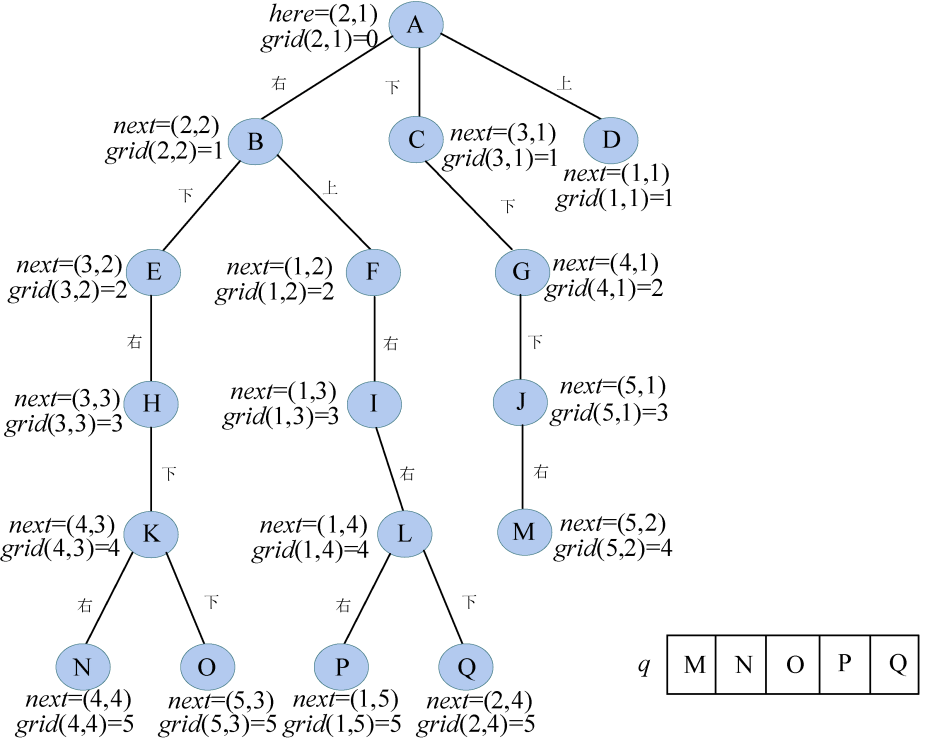 here=(2,1)
grid(2,1)=0
A
右
下
上
next=(2,2)
grid(2,2)=1
B
C
next=(3,1)
grid(3,1)=1
D
next=(1,1)
grid(1,1)=1
下
上
下
next=(3,2)
grid(3,2)=2
E
next=(1,2)
grid(1,2)=2
F
G
next=(4,1)
grid(4,1)=2
右
右
下
next=(3,3)
grid(3,3)=3
H
next=(1,3)
grid(1,3)=3
I
J
next=(5,1)
grid(5,1)=3
下
右
右
next=(4,3)
grid(4,3)=4
K
next=(1,4)
grid(1,4)=4
L
M
next=(5,2)
grid(5,2)=4
右
下
右
下
N
next=(4,4)
grid(4,4)=5
O
next=(5,3)
grid(5,3)=5
P
next=(1,5)
grid(1,5)=5
Q
next=(2,4)
grid(2,4)=5
q M N O P Q